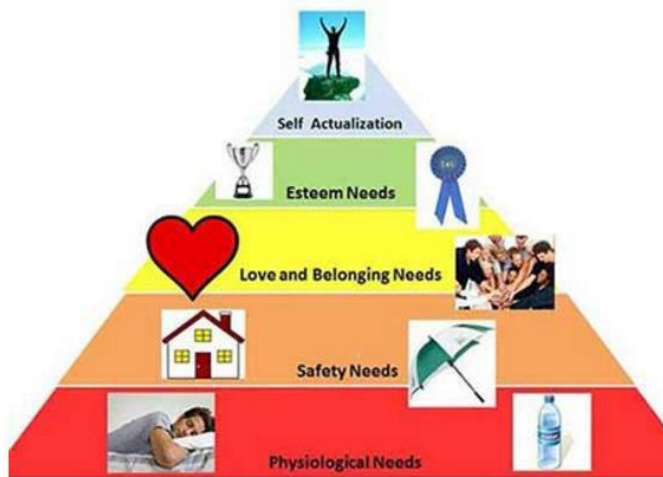 Self Actualization
Esteem Needs
Love and Belonging Needs
Safety Needs
Physiological Needs